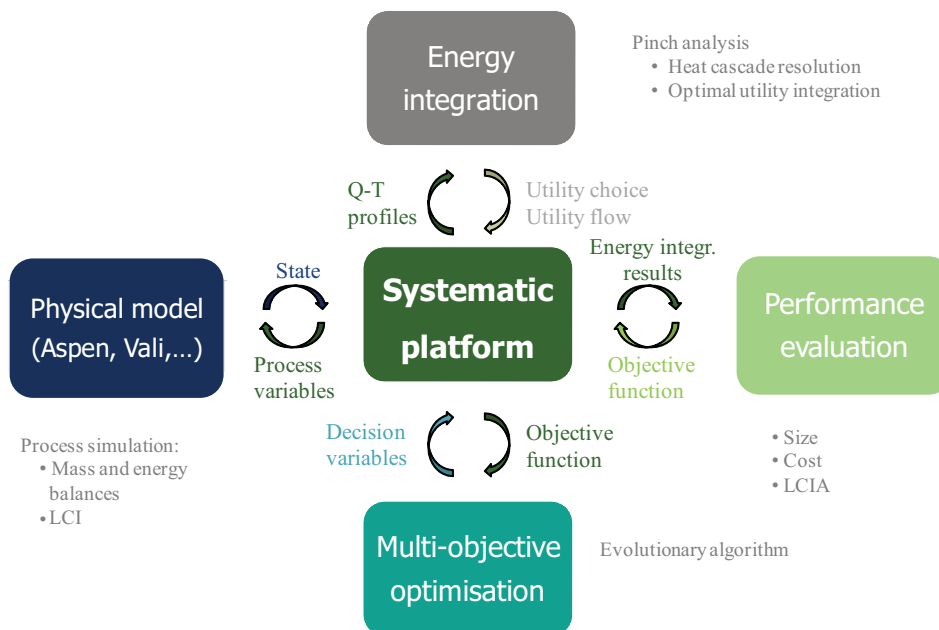 Energy
integration
Pinch analysis
• Heat cascade resolution
• Optimal utility integration
Q-T
profiles
Utility choice
Utility flow
Physical model
(Aspen, Vali,...)
State
Process
variables
Systematic
platform
Energy integr.
results
Objective
function
Performance
evaluation
Process simulation:
• Mass and energy
balances
• LCI
Decision
variables
Objective
function
• Size
• Cost
• LCIA
Multi-objective
optimisation
Evolutionary algorithm